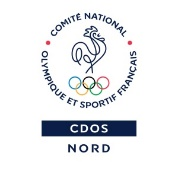 COMITÉ NATIONAL
OLYMPIQUE ET SPORTIF FRANÇAIS
CDOS
NORD